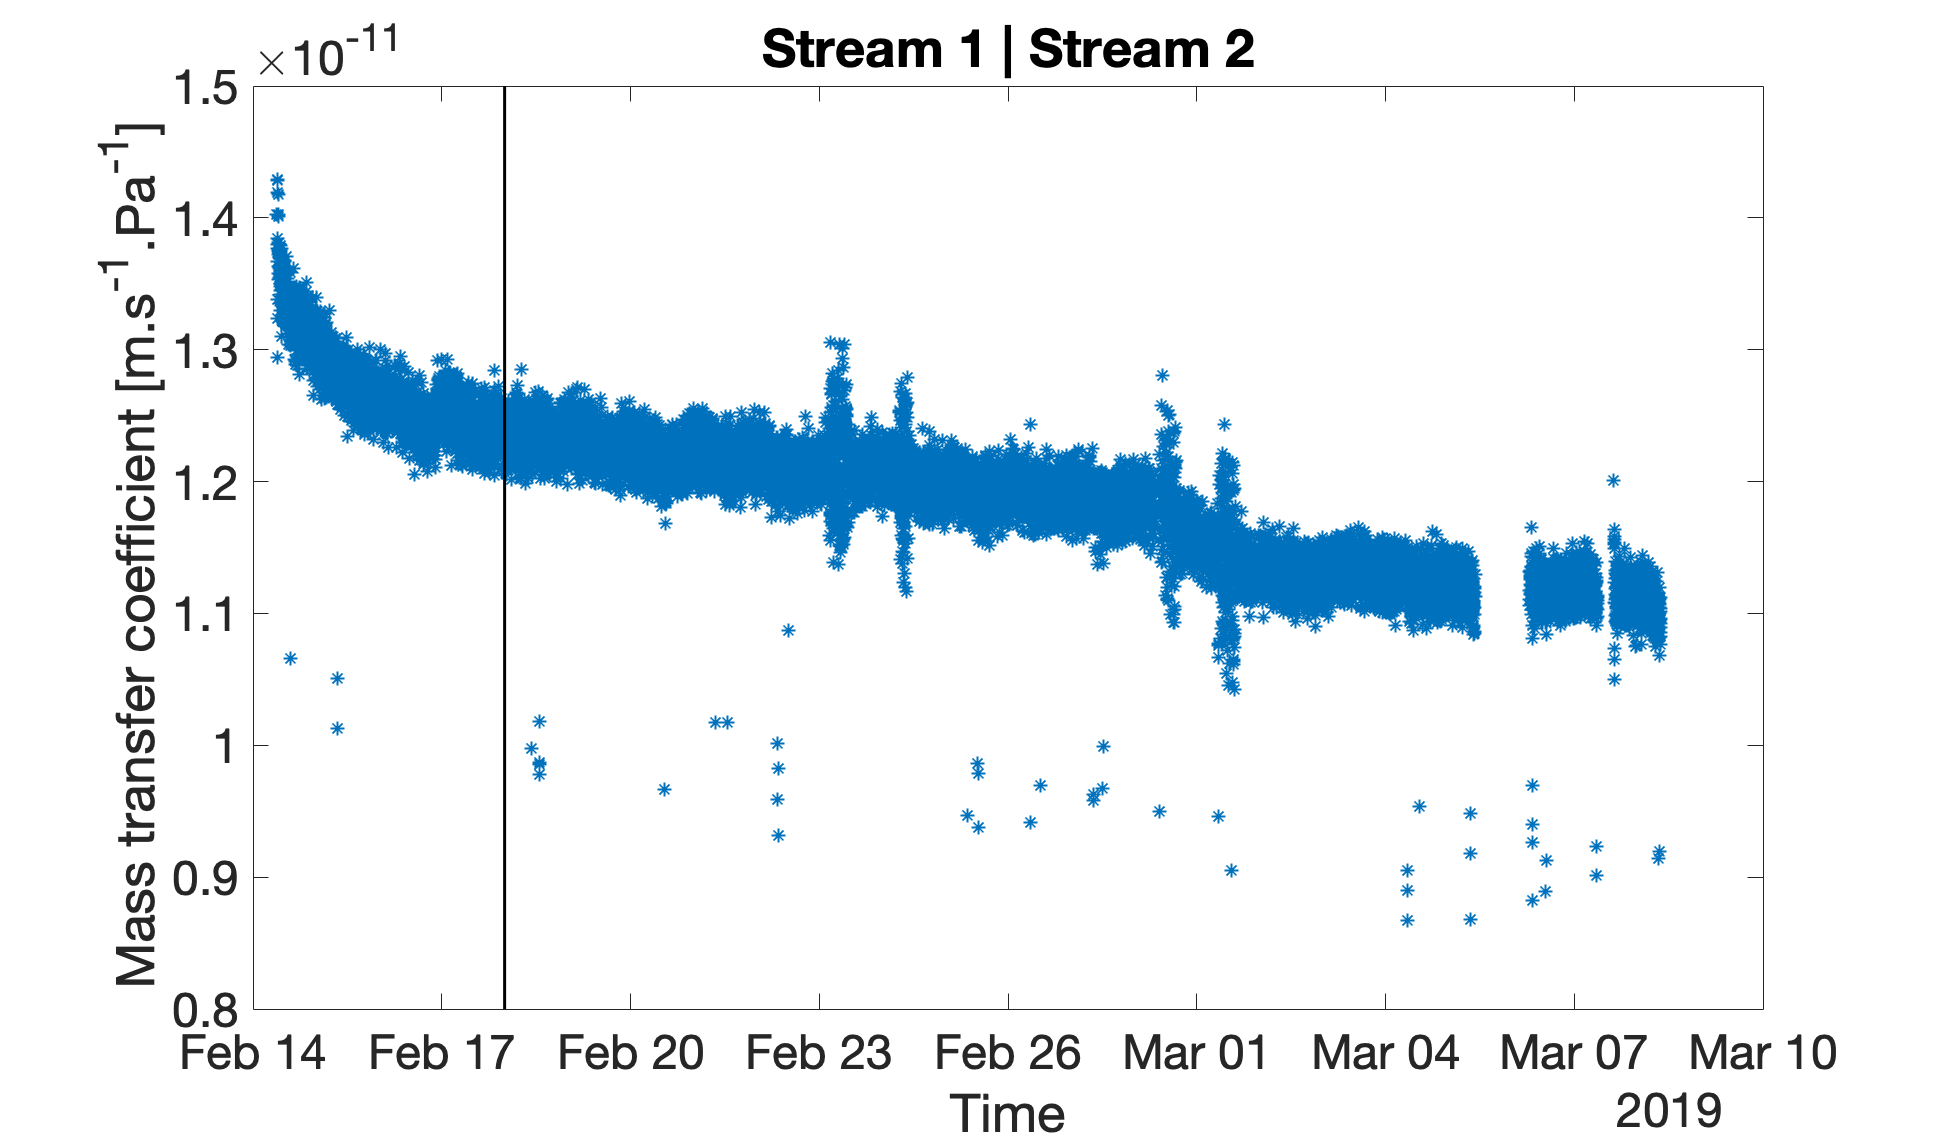 Stream 1 | Stream 2
×10⁻¹¹
1.5
1.4
1.3
1.2
1.1
1
0.9
0.8
Mass transfer coefficient [m.s⁻¹.Pa⁻¹]
Feb 14 Feb 17 Feb 20 Feb 23 Feb 26 Mar 01 Mar 04 Mar 07 Mar 10
Time
2019